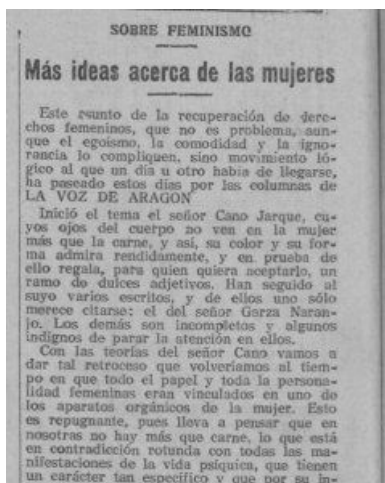 SOBRE FEMINISMO
Más ideas acerca de las mujeres
Este asunto de la recuperación de dere-
chos femeninos, que no es problema, aun-
que el egoísmo, la comodidad y la igno-
rancia lo compliquen, sino movimiento ló-
gico al que un día u otro había de llegarse,
ha paseado estos días por las columnas de
LA VOZ DE ARAGON
Inició el tema el señor Cano Jarque, cu-
yos ojos del cuerpo no ven en la mujer
más que la carne, y así, su color y su for-
ma admira rendidamente, y en prueba de
ello regala, para quien quiera aceptarlo, un
ramo de dulces adjetivos. Han seguido al
suyo varios escritos, y de ellos uno sólo
merece citarse: el del señor Garza Naran-
jo. Los demás son incompletos y algunos
indignos de parar la atención en ellos.
Con las teorías del señor Cano vamos a
dar tal retroceso que volveríamos al tiem-
po en que todo el papel y toda la persona-
lidad femeninas eran vinculados en uno de
los aparatos orgánicos de la mujer. Esto
es repugnante, pues lleva a pensar que en
nosotras no hay más que carne, lo que está
en contradicción rotunda con todas las ma-
nifestaciones de la vida psíquica, que tienen
un carácter tan específico y que por su in-